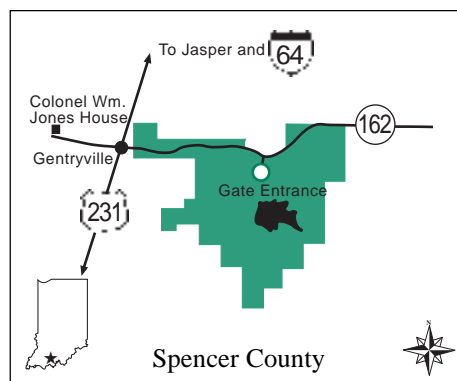 To Jasper and
64
Colonel Wm.
Jones House
162
Gentryville
Gate Entrance
231
Spencer County
N